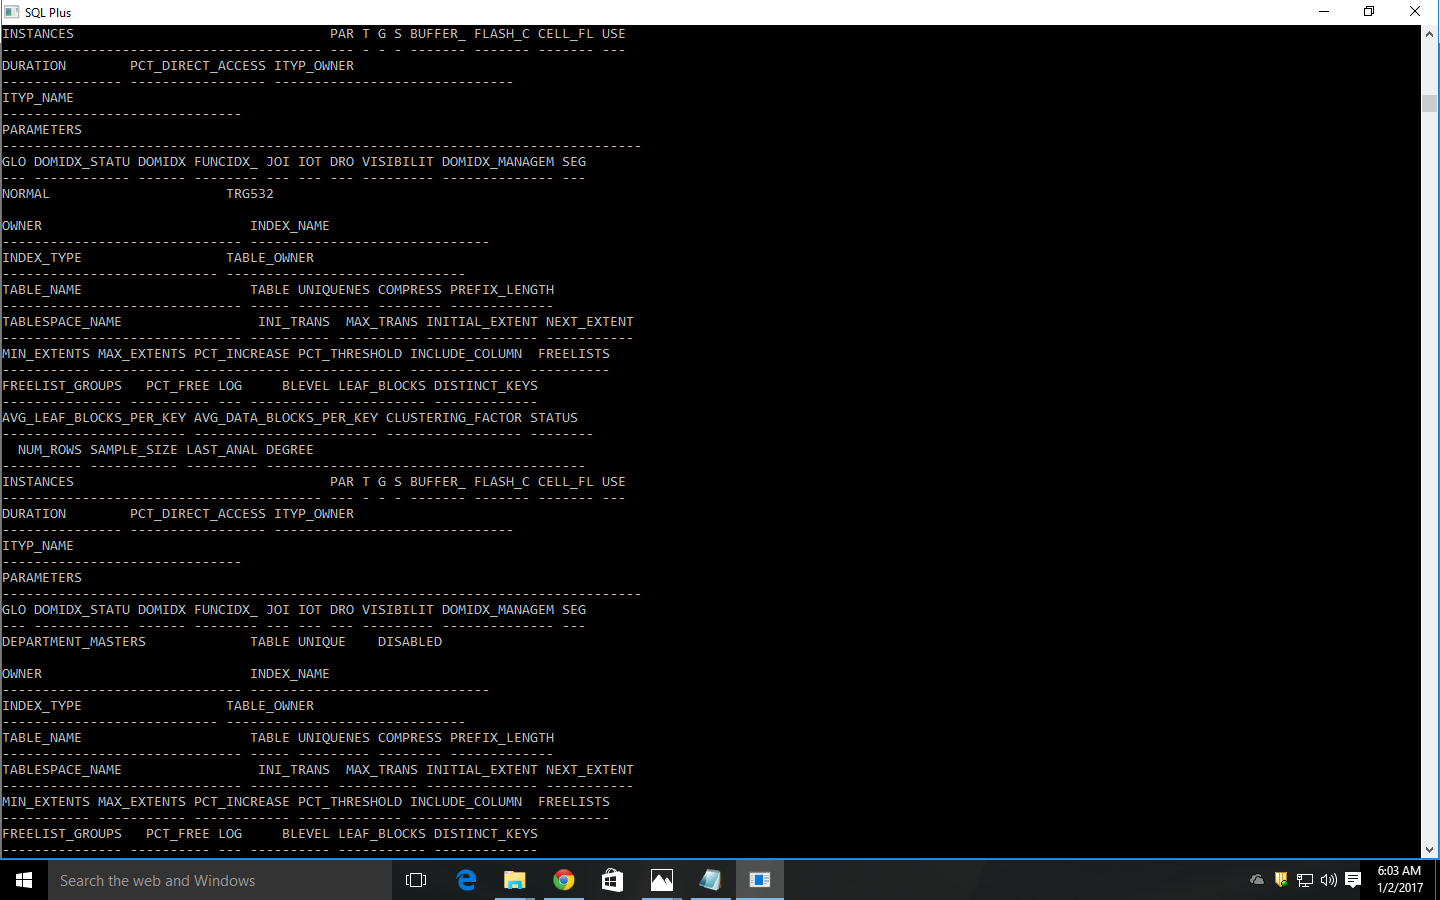 SQL Plus
INSTANCES                                PAR T G S BUFFER_ FLASH_C CELL_FL USE
---------------------------------------- --- - - - ------- ------- ------- ---
DURATION        PCT_DIRECT_ACCESS ITYP_OWNER
--------------- ----------------- ------------------------------
ITYP_NAME
------------------------------
PARAMETERS
--------------------------------------------------------------------------------
GLO DOMIDX_STATU DOMIDX FUNCIDX_ JOI IOT DRO VISIBILIT DOMIDX_MANAGEM SEG
--- ------------ ------ -------- --- --- --- --------- -------------- ---
NORMAL                      TRG532
OWNER                          INDEX_NAME
------------------------------ ------------------------------
INDEX_TYPE                  TABLE_OWNER
--------------------------- ------------------------------
TABLE_NAME                     TABLE UNIQUENES COMPRESS PREFIX_LENGTH
------------------------------ ----- --------- -------- -------------
TABLESPACE_NAME                 INI_TRANS  MAX_TRANS INITIAL_EXTENT NEXT_EXTENT
------------------------------ ---------- ---------- -------------- -----------
MIN_EXTENTS MAX_EXTENTS PCT_INCREASE PCT_THRESHOLD INCLUDE_COLUMN  FREELISTS
----------- ----------- ------------ ------------- -------------- ----------
FREELIST_GROUPS   PCT_FREE LOG     BLEVEL LEAF_BLOCKS DISTINCT_KEYS
--------------- ---------- --- ---------- ----------- -------------
AVG_LEAF_BLOCKS_PER_KEY AVG_DATA_BLOCKS_PER_KEY CLUSTERING_FACTOR STATUS
----------------------- ----------------------- ----------------- --------
  NUM_ROWS SAMPLE_SIZE LAST_ANAL DEGREE
---------- ----------- --------- ----------------------------------------
INSTANCES                                PAR T G S BUFFER_ FLASH_C CELL_FL USE
---------------------------------------- --- - - - ------- ------- ------- ---
DURATION        PCT_DIRECT_ACCESS ITYP_OWNER
--------------- ----------------- ------------------------------
ITYP_NAME
------------------------------
PARAMETERS
--------------------------------------------------------------------------------
GLO DOMIDX_STATU DOMIDX FUNCIDX_ JOI IOT DRO VISIBILIT DOMIDX_MANAGEM SEG
--- ------------ ------ -------- --- --- --- --------- -------------- ---
DEPARTMENT_MASTERS             TABLE UNIQUE    DISABLED
OWNER                          INDEX_NAME
------------------------------ ------------------------------
INDEX_TYPE                  TABLE_OWNER
--------------------------- ------------------------------
TABLE_NAME                     TABLE UNIQUENES COMPRESS PREFIX_LENGTH
------------------------------ ----- --------- -------- -------------
TABLESPACE_NAME                 INI_TRANS  MAX_TRANS INITIAL_EXTENT NEXT_EXTENT
------------------------------ ---------- ---------- -------------- -----------
MIN_EXTENTS MAX_EXTENTS PCT_INCREASE PCT_THRESHOLD INCLUDE_COLUMN  FREELISTS
----------- ----------- ------------ ------------- -------------- ----------
FREELIST_GROUPS   PCT_FREE LOG     BLEVEL LEAF_BLOCKS DISTINCT_KEYS
--------------- ---------- --- ---------- ----------- -------------
Search the web and Windows
6:03 AM
1/2/2017